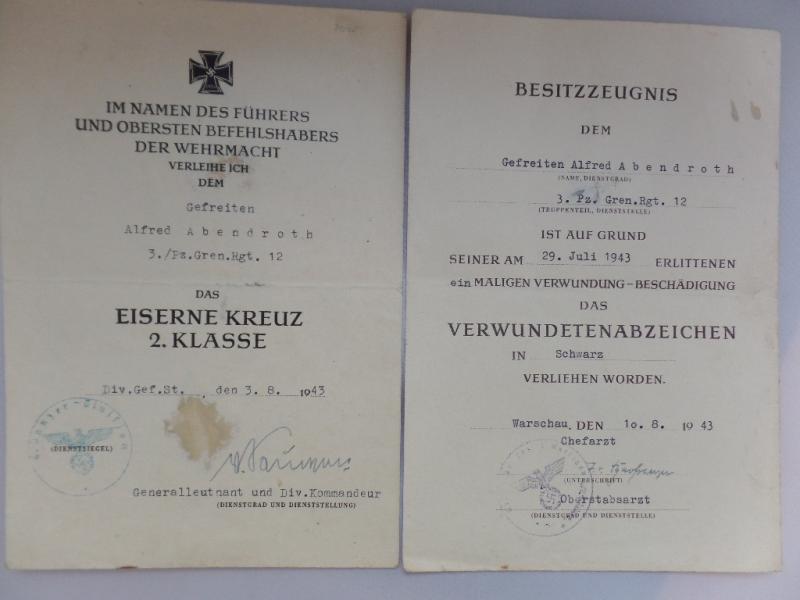 IM NAMEN DES FÜHRERS
UND OBERSTEN BEFEHLSHABERS
DER WEHRMACHT
VERLEIHE ICH
DEM
Gefreiten
Alfred Abendroth
3./Pz.Gren.Rgt. 12
DAS
EISERNE KREUZ
2. KLASSE
Div.Gef.St. , den 3. 8. 1943
(DIENSTSIEGEL)
Generalleutnant und Div.Kommandeur
(DIENSTGRAD UND DIENSTSTELLUNG)
BESITZZEUGNIS
DEM
Gefreiten Alfred Abendroth
(NAME, DIENSTGRAD)
3. Pz. Gren.Rgt. 12
(TRUPPENTEIL, DIENSTSTELLE)
IST AUF GRUND
SEINER AM 29. Juli 1943 ERLITTENEN
ein MALIGEN VERWUNDUNG – BESCHÄDIGUNG
DAS
VERWUNDETENABZEICHEN
IN Schwarz
VERLIEHEN WORDEN.
Warschau, DEN 10. 8. 1943
Chefarzt
(UNTERSCHRIFT)
Oberstabsarzt
(DIENSTGRAD UND DIENSTSTELLE)